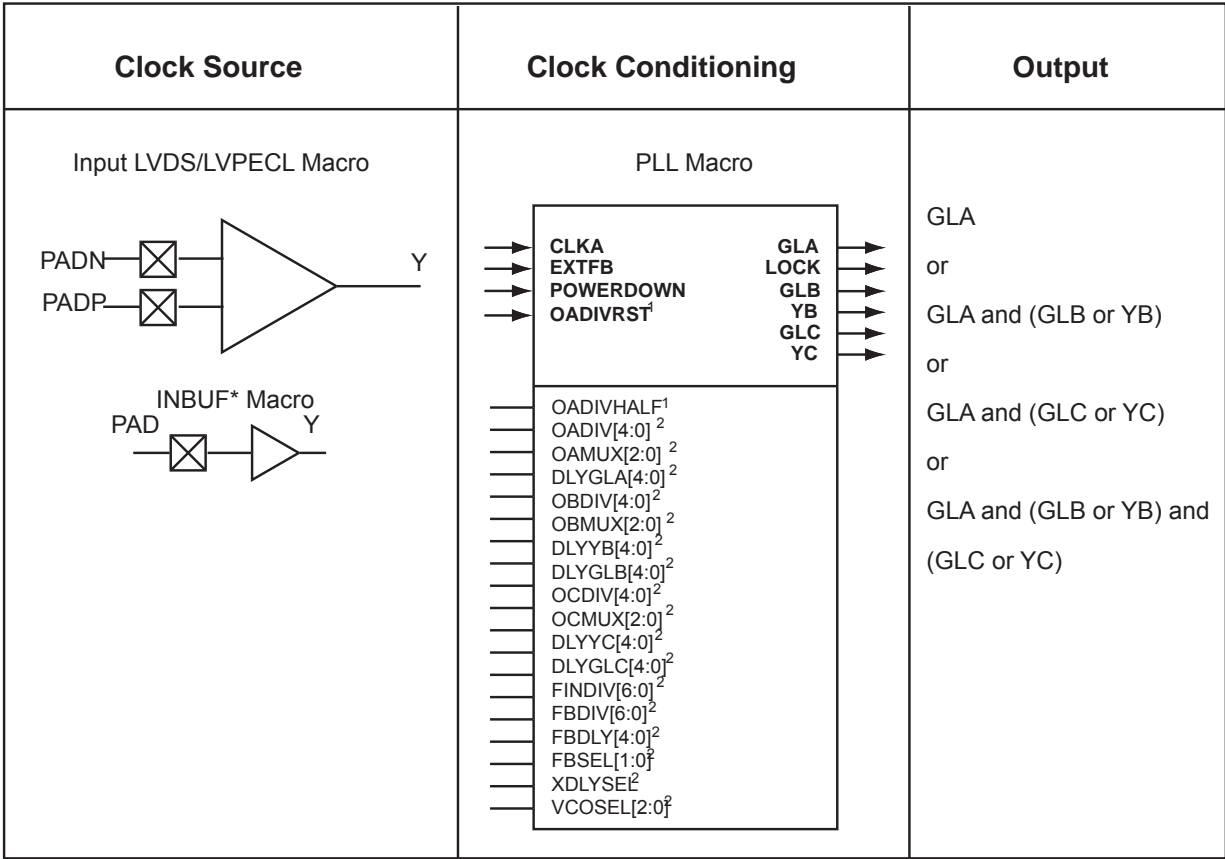 Clock Source
Clock Conditioning
Output
Input LVDS/LVPECL Macro
PADN
PADP
Y
INBUF* Macro
PAD
Y
PLL Macro
CLKA
EXTFB
POWERDOWN
OADIVRST1
GLA
LOCK
GLB
YB
GLC
YC
OADIVHALF1
OADIV[4:0] 2
OAMUX[2:0] 2
DLYGLA[4:0] 2
OBDIV[4:0] 2
OBMUX[2:0] 2
DLYYB[4:0] 2
DLYGLB[4:0] 2
OCDIV[4:0] 2
OCMUX[2:0] 2
DLYYC[4:0] 2
DLYGLC[4:0] 2
FINDIV[6:0] 2
FBDIV[6:0] 2
FBDLY[4:0] 2
FBSEL[1:0] 2
XDLYSEL2
VCOSEL[2:0] 2
GLA
or
GLA and (GLB or YB)
or
GLA and (GLC or YC)
or
GLA and (GLB or YB) and
(GLC or YC)